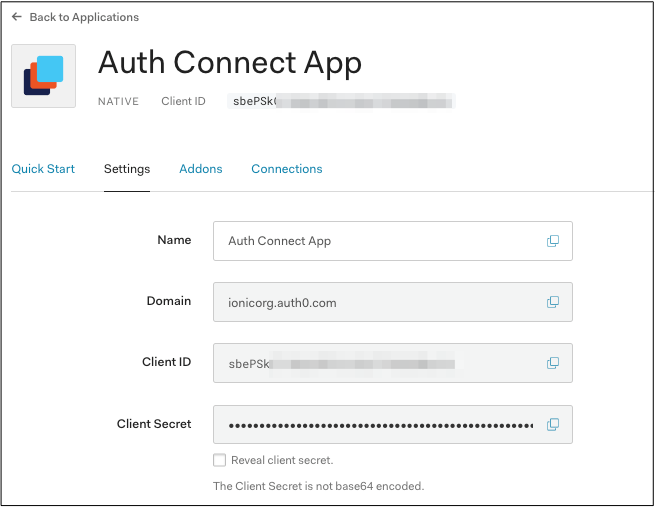 ← Back to Applications
Auth Connect App
NATIVE Client ID sbePSk
Quick Start Settings Addons Connections
Name Auth Connect App
Domain ionicorg.auth0.com
Client ID sbePSk
Client Secret ••••••••••••••••••••••••••••••••••••••••••••••••
Reveal client secret.
The Client Secret is not base64 encoded.